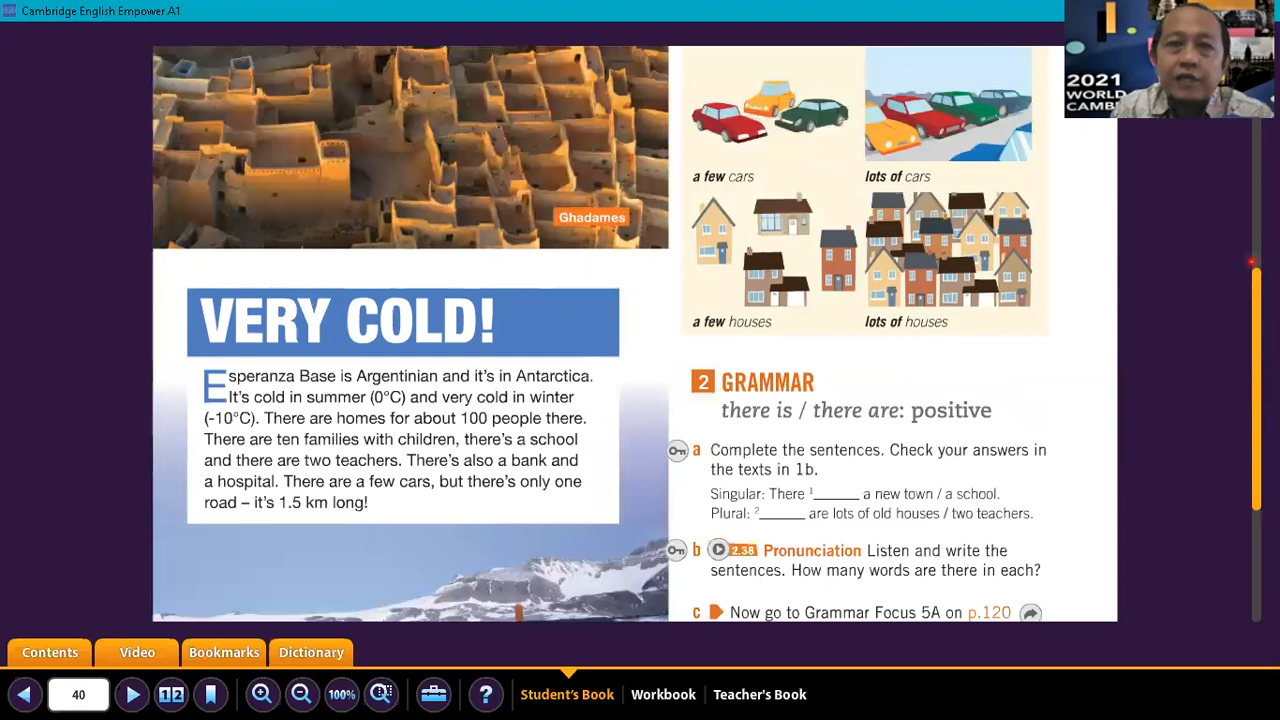 Cambridge English Empower A1
2021
WORLD
CAMB
Ghadames
VERY COLD!
Esperanza Base is Argentinian and it's in Antarctica.
It's cold in summer (0°C) and very cold in winter
(-10°C). There are homes for about 100 people there.
There are ten families with children, there's a school
and there are two teachers. There's also a bank and
a hospital. There are a few cars, but there's only one
road – it's 1.5 km long!
a few cars
lots of cars
a few houses
lots of houses
2 GRAMMAR
there is / there are: positive
a Complete the sentences. Check your answers in
the texts in 1b.
Singular: There 1______ a new town / a school.
Plural: 2______ are lots of old houses / two teachers.
b 2.38 Pronunciation Listen and write the
sentences. How many words are there in each?
c Now go to Grammar Focus 5A on p.120
Contents
Video
Bookmarks
Dictionary
40
1 2
100%
?
Student's Book
Workbook
Teacher's Book